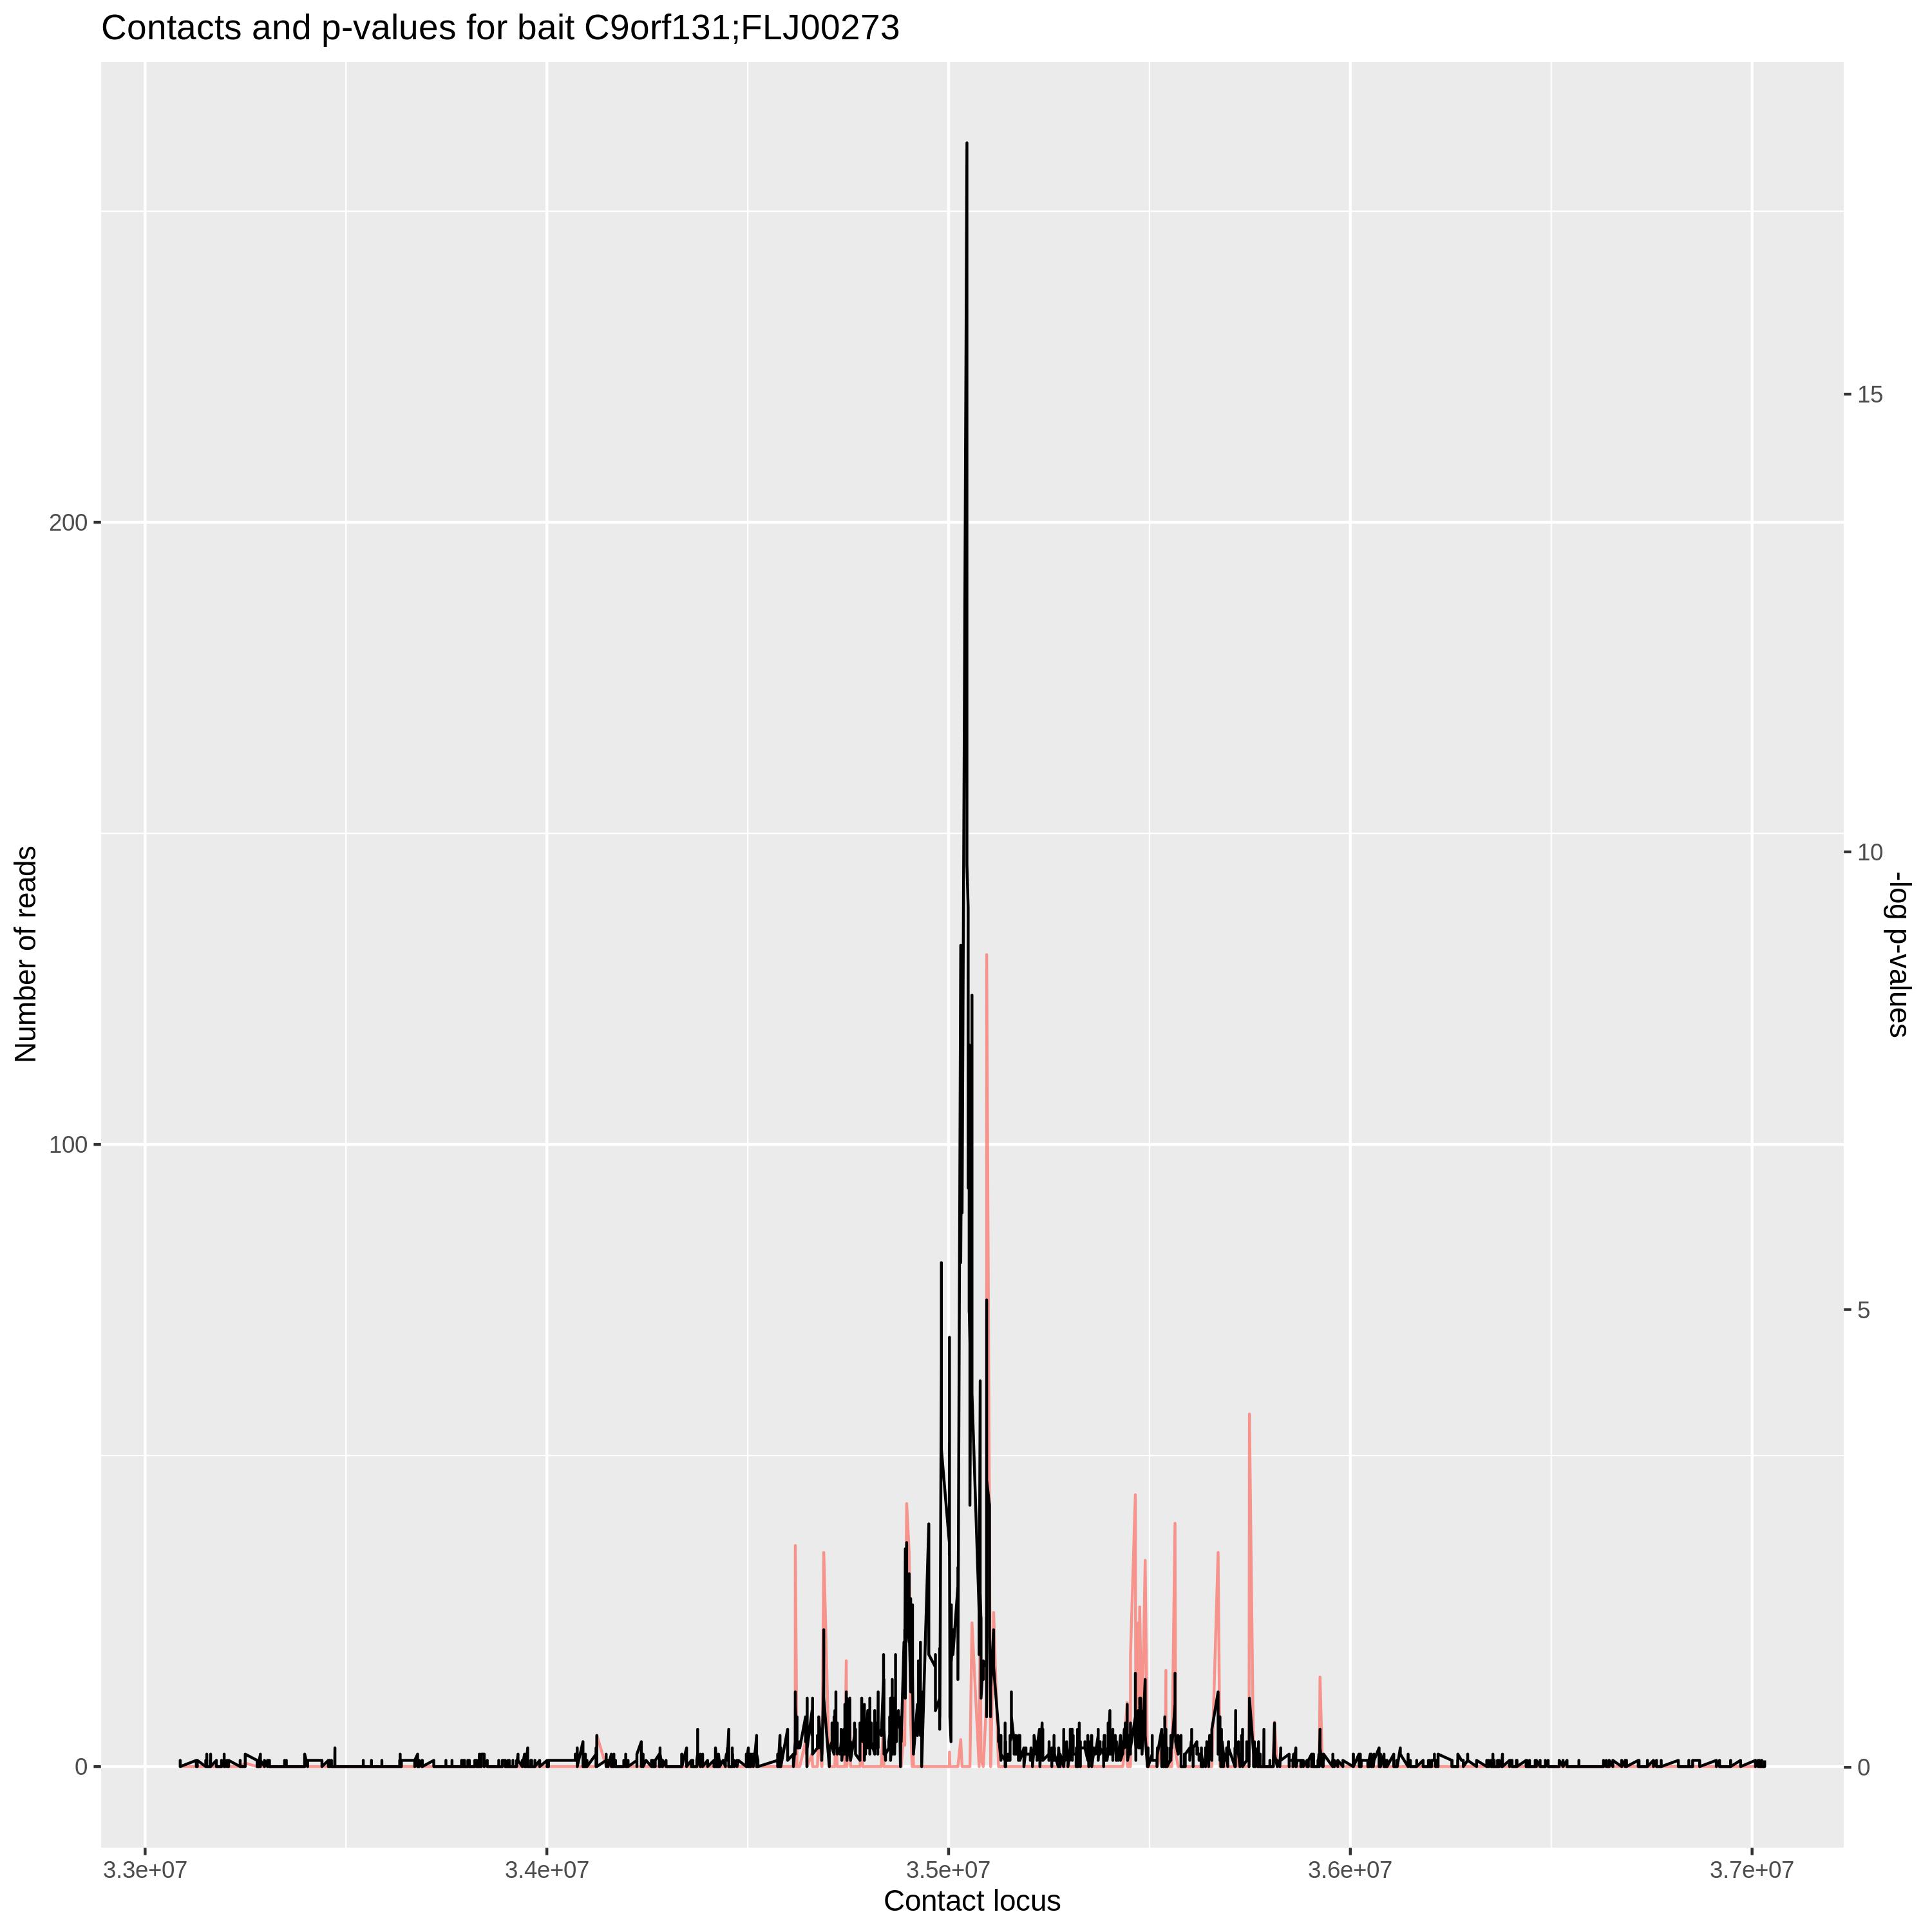 Contacts and p-values for bait C9orf131;FLJ00273
Number of reads
200
100
0
15
10
5
0
-log p-values
3.3e+07
3.4e+07
3.5e+07
3.6e+07
3.7e+07
Contact locus